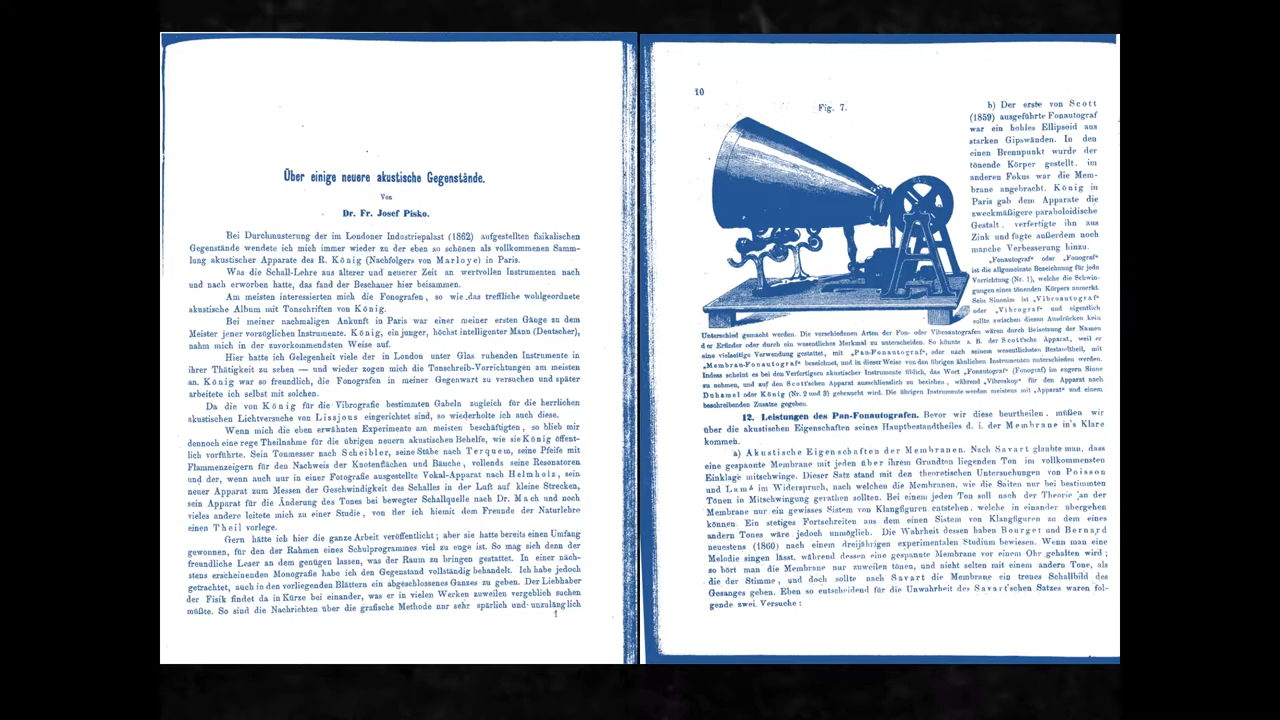 Über einige neuere akustische Gegenstände.
Von
Dr. Fr. Josef Pisko.
Bei Durchmusterung der im Londoner Industriepalast (1862) aufgestellten fisikalischen
Gegenstände wendete ich mich immer wieder zu der eben so schönen als vollkommenen Samm-
lung akustischer Apparate des R. König (Nachfolgers von Marloye) in Paris.
Was die Schall-Lehre aus älterer und neuerer Zeit an wertvollen Instrumenten nach
und nach erworben hatte, das fand der Beschauer hier beisammen.
Am meisten interessirten mich die Fonografen, so wie das treffliche wohlgeordnete
akustische Album mit Tonschriften von König.
Bei meiner nachmaligen Ankunft in Paris war einer meiner ersten Gänge zu dem
Meister jener vorzüglichen Instrumente. König, ein junger, höchst intelligenter Mann (Deutscher),
nahm mich in der zuvorkommendsten Weise auf.
Hier hatte ich Gelegenheit viele der in London unter Glas ruhenden Instrumente in
ihrer Thätigkeit zu sehen — und wieder zogen mich die Tonschreib-Vorrichtungen am meisten
an. König war so freundlich, die Fonografen in meiner Gegenwart zu versuchen und später
arbeitete ich selbst mit solchen.
Da die von König für die Vibrografie bestimmten Gabeln zugleich für die herrlichen
akustischen Lichtversuche von Lissjous eingerichtet sind, so wiederholte ich auch diese.
Wenn mich die eben erwähnten Experimente am meisten beschäftigten, so blieb mir
dennoch eine rege Theilnahme für die übrigen neuern akustischen Behelfe, wie sie König öffent-
lich vorführte. Sein Tonmesser nach Scheibler, seine Stäbe nach Terquem, seine Pfeife mit
Flammenzeigern für den Nachweis der Knotenflächen und Bäuche, vollends seine Resonatoren
und der, wenn auch nur in einer Fotografie ausgestellte Vokal-Apparat nach Helmholz, sein
neuer Apparat zum Messen der Geschwindigkeit des Schalles in der Luft auf kleine Strecken,
sein Apparat für die Änderung des Tones bei bewegter Schallquelle nach Dr. Mach und noch
vieles andere leitete mich zu einer Studie, von der ich hiemit dem Freunde der Naturlehre
einen Theil vorlege.
Gern hätte ich hier die ganze Arbeit veröffentlicht; aber sie hatte bereits einen Umfang
gewonnen, für den der Rahmen eines Schulprogrammes viel zu enge ist. So mag sich denn der
freundliche Leser an dem genügen lassen, was der Raum zu bringen gestattet. In einer näch-
stens erscheinenden Monografie habe ich den Gegenstand vollständig behandelt. Ich habe jedoch
getrachtet, auch in den vorliegenden Blättern ein abgeschlossenes Ganzes zu geben. Der Liebhaber
der Fisik findet da in Kürze bei einander, was er in vielen Werken zuweilen vergeblich suchen
müßte. So sind die Nachrichten über die grafische Methode nur sehr spärlich und unzulänglich
1
10
Fig. 7.
b) Der erste von Scott
(1859) ausgeführte Fonautograf
war ein hohles Ellipsoid aus
starken Gipswänden. In den
einen Brennpunkt wurde der
tönende Körper gestellt, im
anderen Fokus war die Mem-
brane angebracht. König in
Paris gab dem Apparate die
zweckmäßigere paraboloidische
Gestalt, verfertigte ihn aus
Zink und fügte außerdem noch
manche Verbesserung hinzu.
„Fonautograf“ oder „Fonograf“
ist die allgemeinste Bezeichnung für jede
Vorrichtung (Nr. 1), welche die Schwin-
gungen eines tönenden Körpers anmerkt.
Sein Sinonim ist „Vibroautograf“
oder „Vibrograf“ und eigentlich
sollte zwischen diesen Ausdrücken kein
Unterschied gemacht werden. Die verschiedenen Arten der Fon- oder Vibroautografen wären durch Beisetzung der Namen
der Erfinder oder durch ein wesentliches Merkmal zu unterscheiden. So könnte z. B. der Scott'sche Apparat, weil er
eine vielseitige Verwendung gestattet, mit „Pan-Fonautograf“, oder nach seinem wesentlichsten Bestandtheil, mit
„Membran-Fonautograf“ bezeichnet, und in dieser Weise von den übrigen ähnlichen Instrumenten unterschieden werden.
Indess scheint es bei den Verfertigern akustischer Instrumente üblich, das Wort „Fonautograf“ (Fonograf) im engern Sinne
zu nehmen, und auf den Scott'schen Apparat ausschliesslich zu beziehen, während „Vibroskop“ für den Apparat nach
Duhamel oder König (Nr. 2 und 3) gebraucht wird. Die übrigen Instrumente werden meistens mit „Apparat“ und einem
beschreibenden Zusatze gegeben.
12. Leistungen des Pan-Fonautografen. Bevor wir diese beurtheilen, müßen wir
über die akustischen Eigenschaften seines Hauptbestandtheiles d. i. der Membrane in's Klare
kommen.
a) Akustische Eigenschaften der Membranen. Nach Savart glaubte man, dass
eine gespannte Membrane mit jeden über ihrem Grundton liegenden Ton im vollkommensten
Einklage mitschwinge. Dieser Satz stand mit den theoretischen Untersuchungen von Poisson
und Lamé im Widerspruch, nach welchen die Membranen, wie die Saiten nur bei bestimmten
Tönen in Mitschwingung gerathen sollten. Bei einem jeden Ton soll nach der Theorie an der
Membrane nur ein gewisses Sistem von Klangfiguren entstehen, welche in einander übergehen
können. Ein stetiges Fortschreiten aus dem einen Sistem von Klangfiguren zu dem eines
andern Tones wäre jedoch unmöglich. Die Wahrheit dessen haben Bourget und Bernard
neuestens (1860) nach einem dreijährigen experimentalen Studium bewiesen. Wenn man eine
Melodie singen lässt, während dessen eine gespannte Membrane vor einem Ohr gehalten wird;
so hört man die Membrane nur zuweilen tönen, und nicht selten mit einem andern Tone, als
die der Stimme, und doch sollte nach Savart die Membrane ein treues Schallbild des
Gesanges geben. Eben so entscheidend für die Unwahrheit des Savart'schen Satzes waren fol-
gende zwei Versuche: